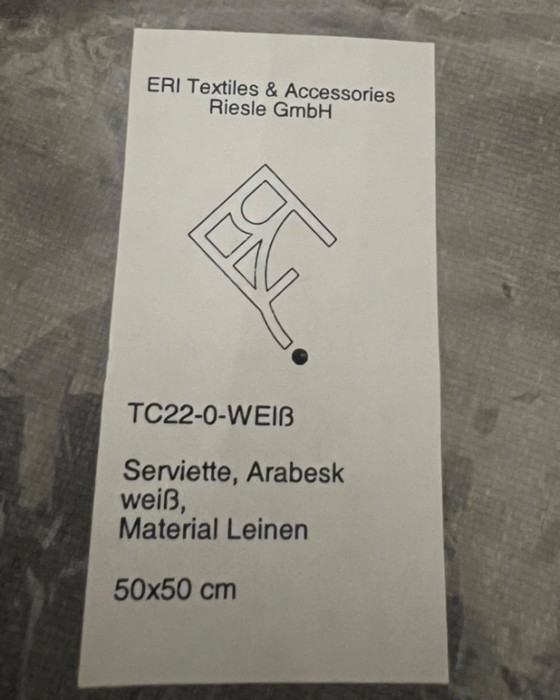 ERI Textiles & Accessories
Riesle GmbH
TC22-0-WEIß
Serviette, Arabesk
weiß,
Material Leinen
50x50 cm